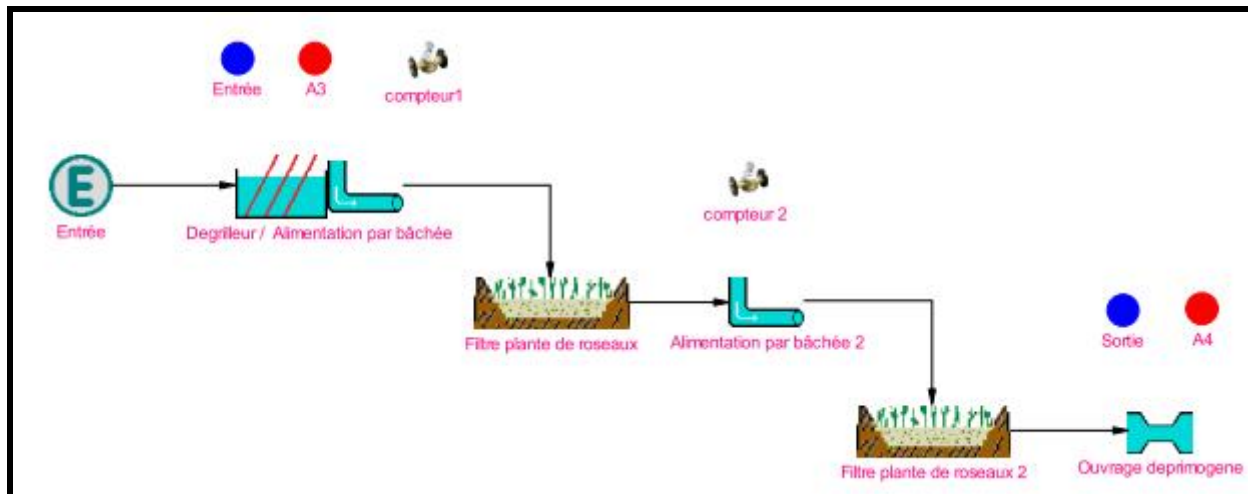 Entrée
A3
compteur1
E
Entrée
Degrilleur / Alimentation par bâchée
compteur 2
Filtre plante de roseaux
Alimentation par bâchée 2
Sortie
A4
Filtre plante de roseaux 2
Ouvrage deprimogene